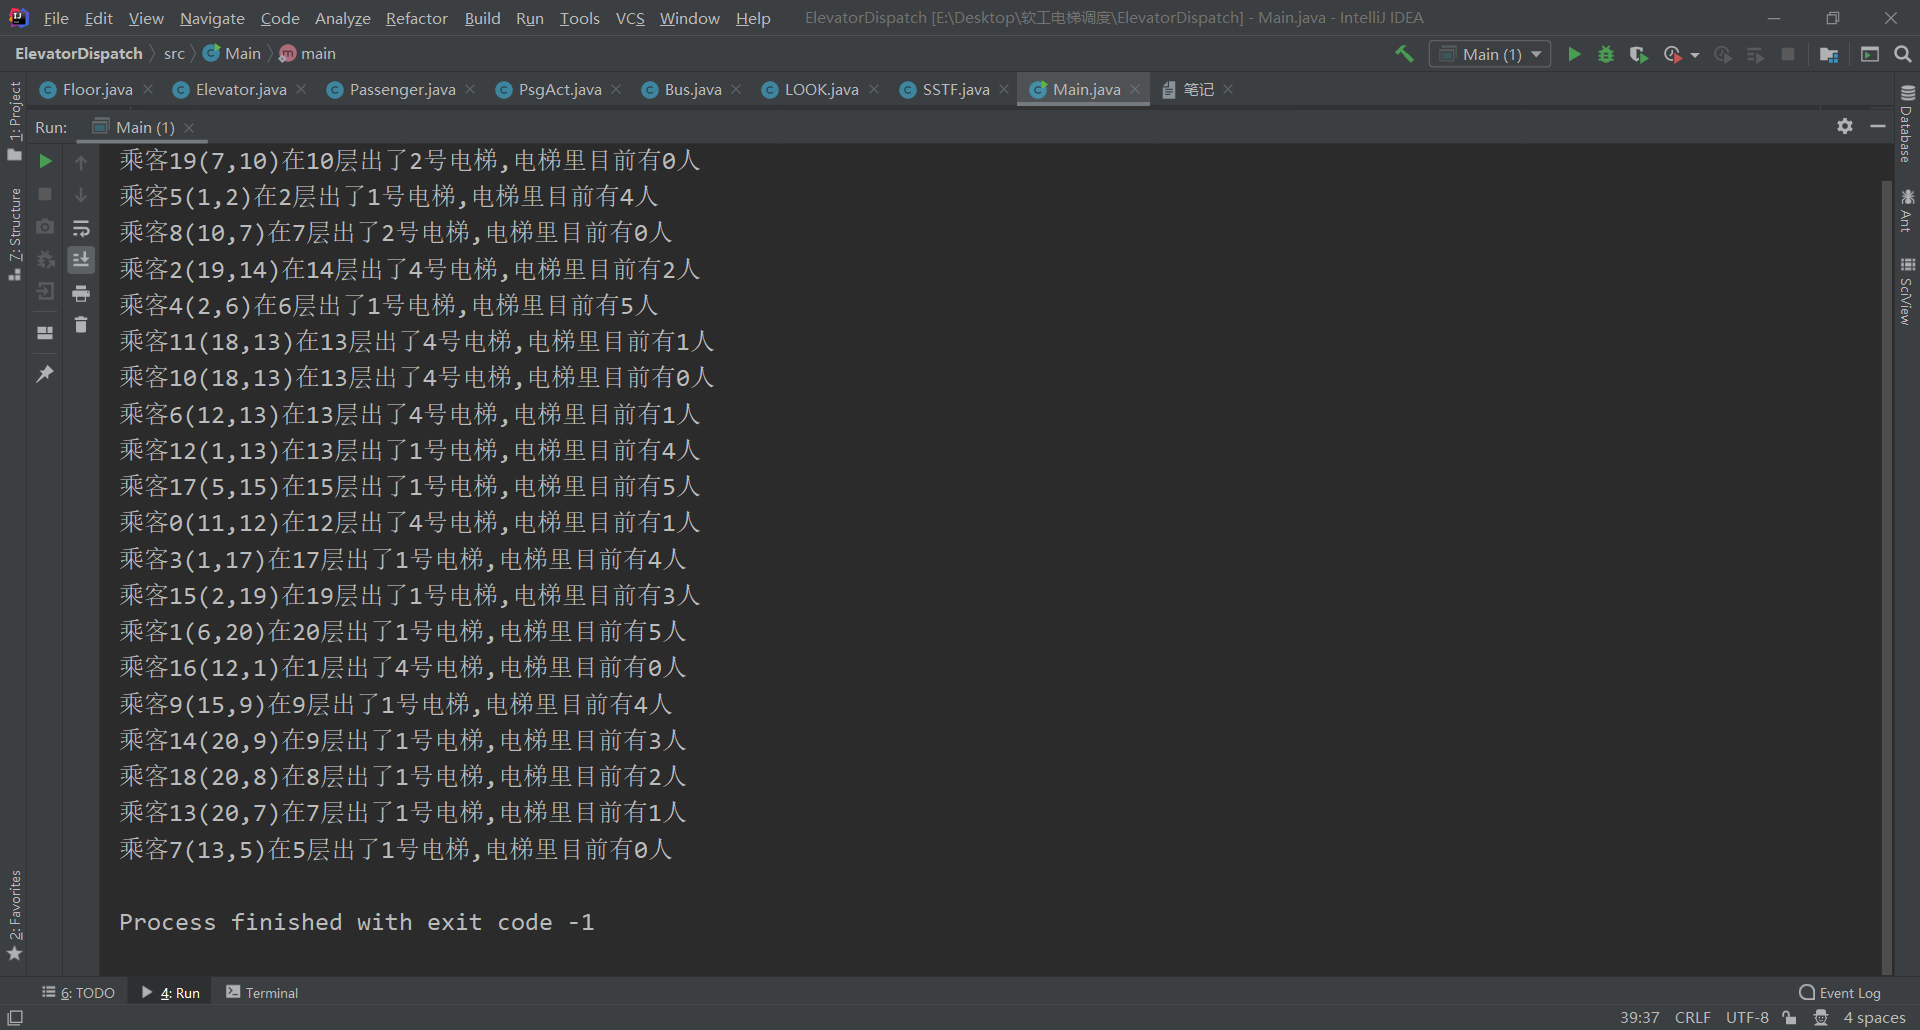 File Edit View Navigate Code Analyze Refactor Build Run Tools VCS Window Help ElevatorDispatch [E:\Desktop\软工电梯调度\ElevatorDispatch] - Main.java - IntelliJ IDEA
ElevatorDispatch src Main main Main (1)
Floor.java Elevator.java Passenger.java PsgAct.java Bus.java LOOK.java SSTF.java Main.java 笔记
Run: Main (1)
1: Project
7: Structure
2: Favorites
乘客19(7,10)在10层出了2号电梯,电梯里目前有0人
乘客5(1,2)在2层出了1号电梯,电梯里目前有4人
乘客8(10,7)在7层出了2号电梯,电梯里目前有0人
乘客2(19,14)在14层出了4号电梯,电梯里目前有2人
乘客4(2,6)在6层出了1号电梯,电梯里目前有5人
乘客11(18,13)在13层出了4号电梯,电梯里目前有1人
乘客10(18,13)在13层出了4号电梯,电梯里目前有0人
乘客6(12,13)在13层出了4号电梯,电梯里目前有1人
乘客12(1,13)在13层出了1号电梯,电梯里目前有4人
乘客17(5,15)在15层出了1号电梯,电梯里目前有5人
乘客0(11,12)在12层出了4号电梯,电梯里目前有1人
乘客3(1,17)在17层出了1号电梯,电梯里目前有4人
乘客15(2,19)在19层出了1号电梯,电梯里目前有3人
乘客1(6,20)在20层出了1号电梯,电梯里目前有5人
乘客16(12,1)在1层出了4号电梯,电梯里目前有0人
乘客9(15,9)在9层出了1号电梯,电梯里目前有4人
乘客14(20,9)在9层出了1号电梯,电梯里目前有3人
乘客18(20,8)在8层出了1号电梯,电梯里目前有2人
乘客13(20,7)在7层出了1号电梯,电梯里目前有1人
乘客7(13,5)在5层出了1号电梯,电梯里目前有0人
Process finished with exit code -1
Database
Ant
SciView
6: TODO 4: Run Terminal Event Log
39:37 CRLF UTF-8 4 spaces